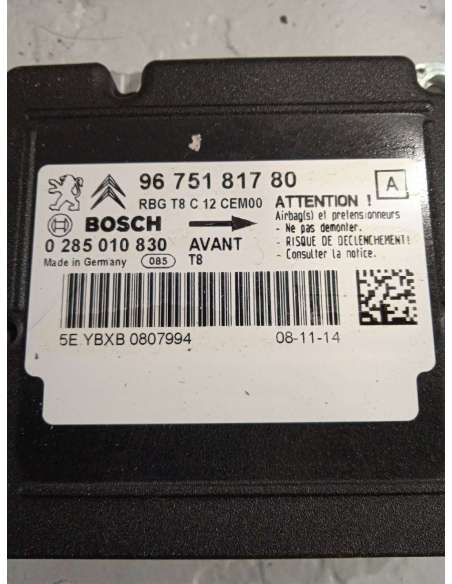 96 751 817 80
RBG T8 C 12 CEM00
BOSCH
0 285 010 830
Made in Germany
085
AVANT
T8
ATTENTION !
Airbag(s) et pretensionneurs
- Ne pas demonter.
- RISQUE DE DECLENCHEMENT!
- Consulter la notice.
A
5E YBXB 0807994
08-11-14